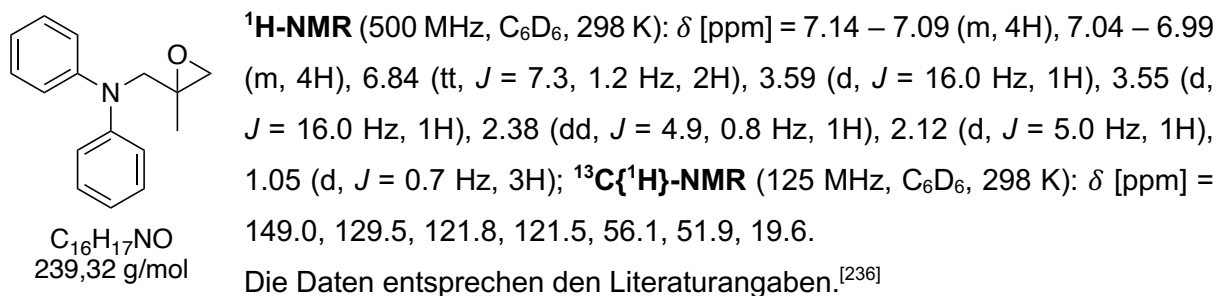 ¹H-NMR (500 MHz, C₆D₆, 298 K): δ [ppm] = 7.14 – 7.09 (m, 4H), 7.04 – 6.99
(m, 4H), 6.84 (tt, J = 7.3, 1.2 Hz, 2H), 3.59 (d, J = 16.0 Hz, 1H), 3.55 (d,
J = 16.0 Hz, 1H), 2.38 (dd, J = 4.9, 0.8 Hz, 1H), 2.12 (d, J = 5.0 Hz, 1H),
1.05 (d, J = 0.7 Hz, 3H); ¹³C{¹H}-NMR (125 MHz, C₆D₆, 298 K): δ [ppm] =
149.0, 129.5, 121.8, 121.5, 56.1, 51.9, 19.6.
Die Daten entsprechen den Literaturangaben.[236]
O
N
Me
C₁₆H₁₇NO
239,32 g/mol